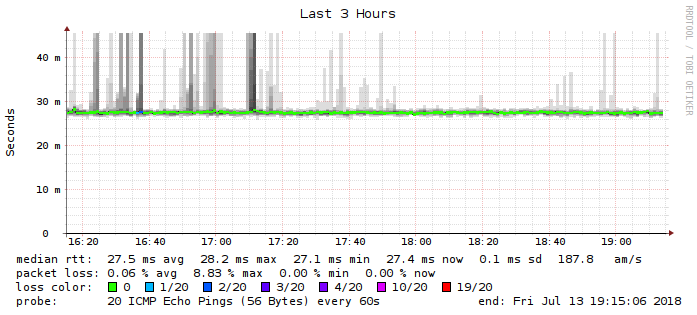 Last 3 Hours
RRDTOOL / TOBI OETIKER
Seconds
40 m
30 m
20 m
10 m
0
16:20 16:40 17:00 17:20 17:40 18:00 18:20 18:40 19:00
median rtt: 27.5 ms avg 28.2 ms max 27.1 ms min 27.4 ms now 0.1 ms sd 187.8 am/s
packet loss: 0.06 % avg 8.83 % max 0.00 % min 0.00 % now
loss color: 0 1/20 2/20 3/20 4/20 10/20 19/20
probe: 20 ICMP Echo Pings (56 Bytes) every 60s end: Fri Jul 13 19:15:06 2018